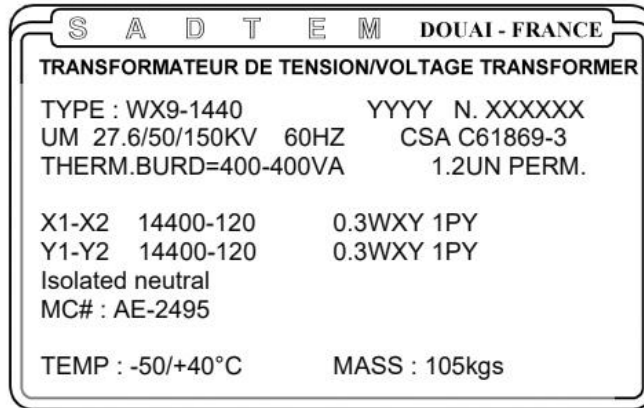 S A D T E M DOUAI - FRANCE
TRANSFORMATEUR DE TENSION/VOLTAGE TRANSFORMER
TYPE : WX9-1440 YYYY N. XXXXXX
UM 27.6/50/150KV 60HZ CSA C61869-3
THERM.BURD=400-400VA 1.2UN PERM.
X1-X2 14400-120 0.3WXY 1PY
Y1-Y2 14400-120 0.3WXY 1PY
Isolated neutral
MC# : AE-2495
TEMP : -50/+40°C MASS : 105kgs